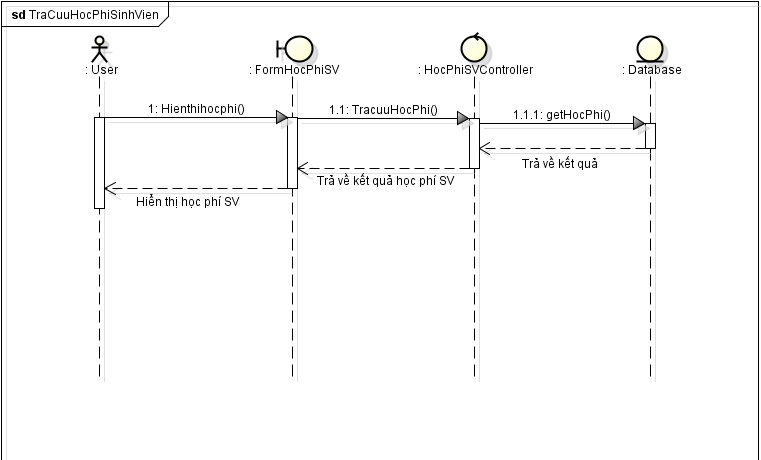 sd TraCuuHocPhiSinhVien
: User
: FormHocPhiSV
: HocPhiSVController
: Database
1: Hienthihocphi()
1.1: TracuuHocPhi()
1.1.1: getHocPhi()
Trả về kết quả
Trả về kết quả học phí SV
Hiển thị học phí SV